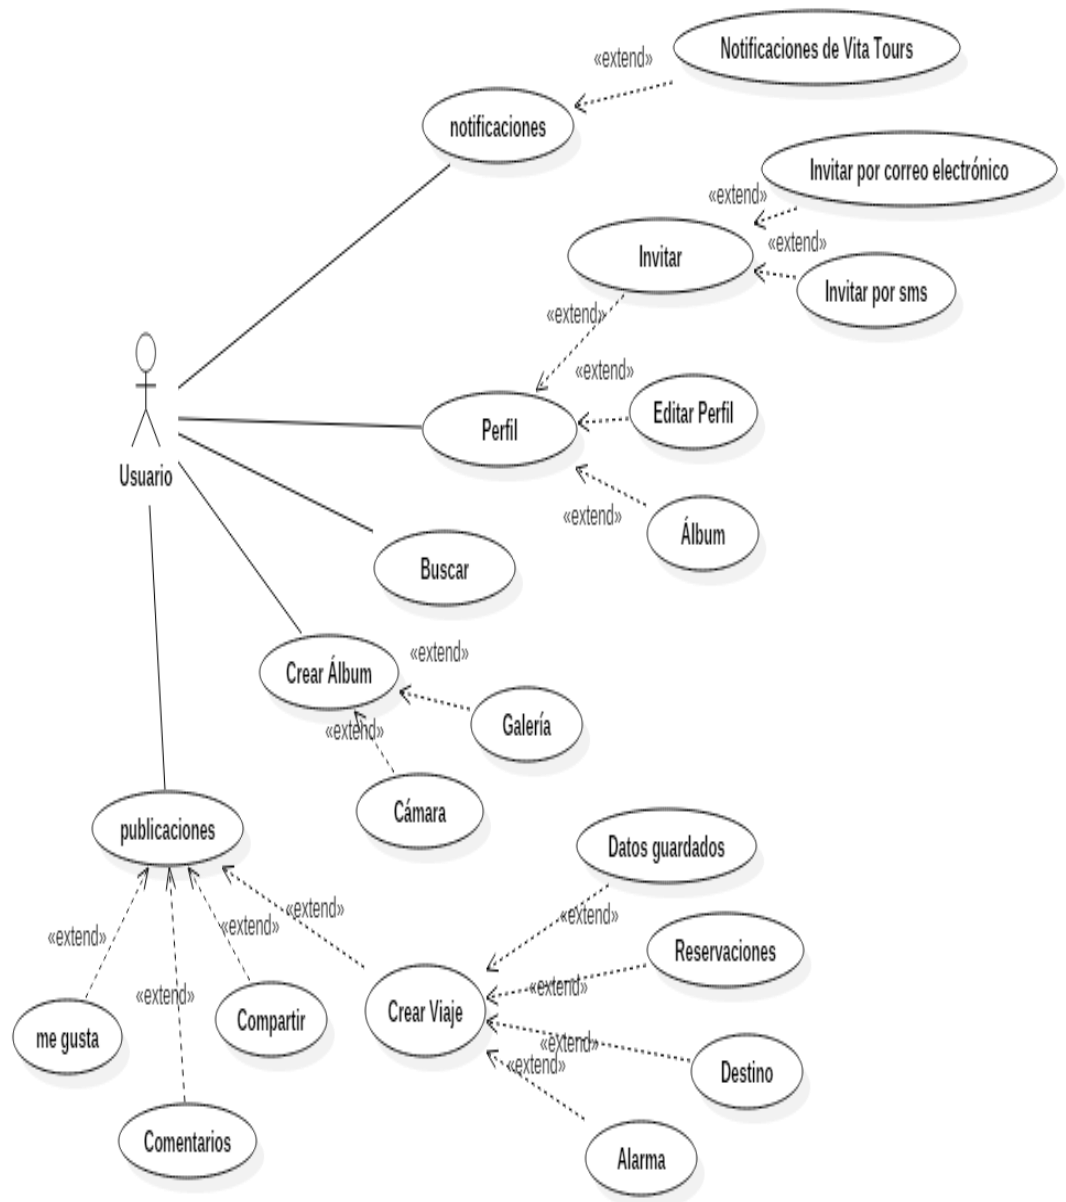 Notificaciones de Vita Tours
«extend»
notificaciones
Invitar por correo electrónico
«extend»
«extend»
Invitar
Invitar por sms
«extend»
«extend»
Editar Perfil
Perfil
Usuario
«extend»
Álbum
Buscar
«extend»
Crear Álbum
Galería
«extend»
Cámara
publicaciones
Datos guardados
«extend»
«extend»
«extend»
«extend»
Reservaciones
«extend»
«extend»
Crear Viaje
Compartir
me gusta
«extend»
«extend»
Destino
Comentarios
Alarma